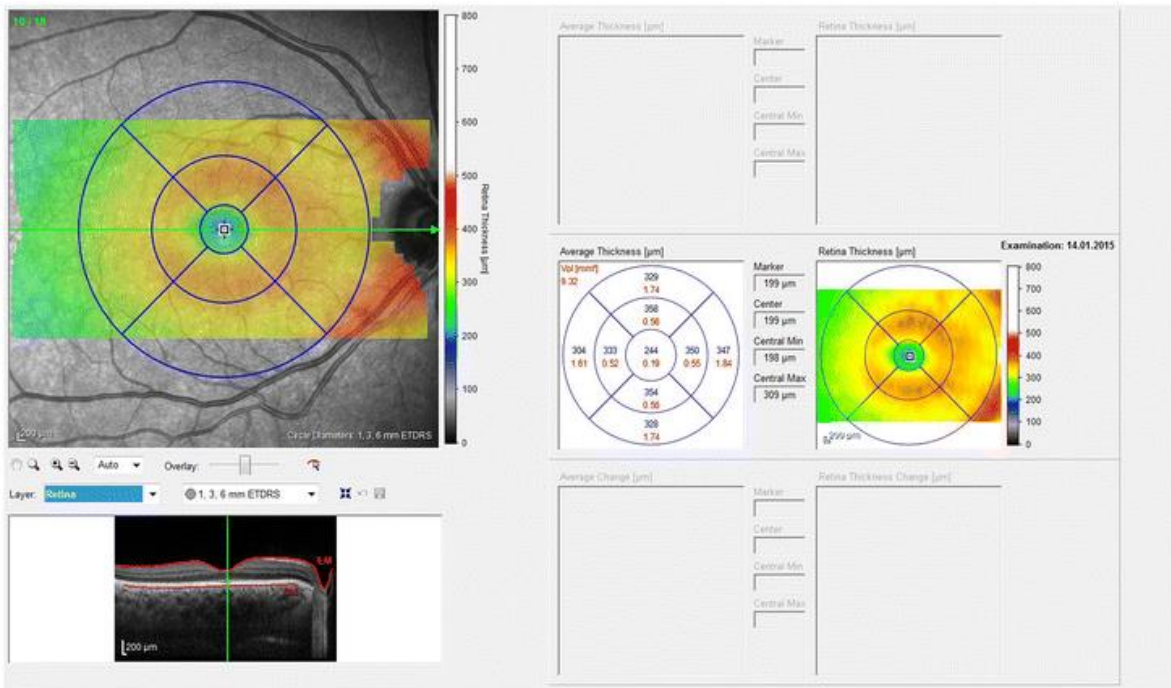 10 / 18
800
700
600
500
400
300
200
100
0
Retina Thickness [µm]
200 µm
Circle Diameters: 1, 3, 6 mm ETDRS
Auto
Overlay:
Layer:
Retina
1, 3, 6 mm ETDRS
ILM
200 µm
Average Thickness [µm]
Marker
Center
Central Min
Central Max
Retina Thickness [µm]
Examination: 14.01.2015
Average Thickness [µm]
Vol [mm³]
9.32
329
1.74
358
0.56
304
1.61
333
0.52
244
0.19
350
0.55
347
1.84
354
0.56
328
1.74
Marker
199 µm
Center
199 µm
Central Min
198 µm
Central Max
309 µm
Retina Thickness [µm]
200 µm
800
700
600
500
400
300
200
100
0
Average Change [µm]
Marker
Center
Central Min
Central Max
Retina Thickness Change [µm]